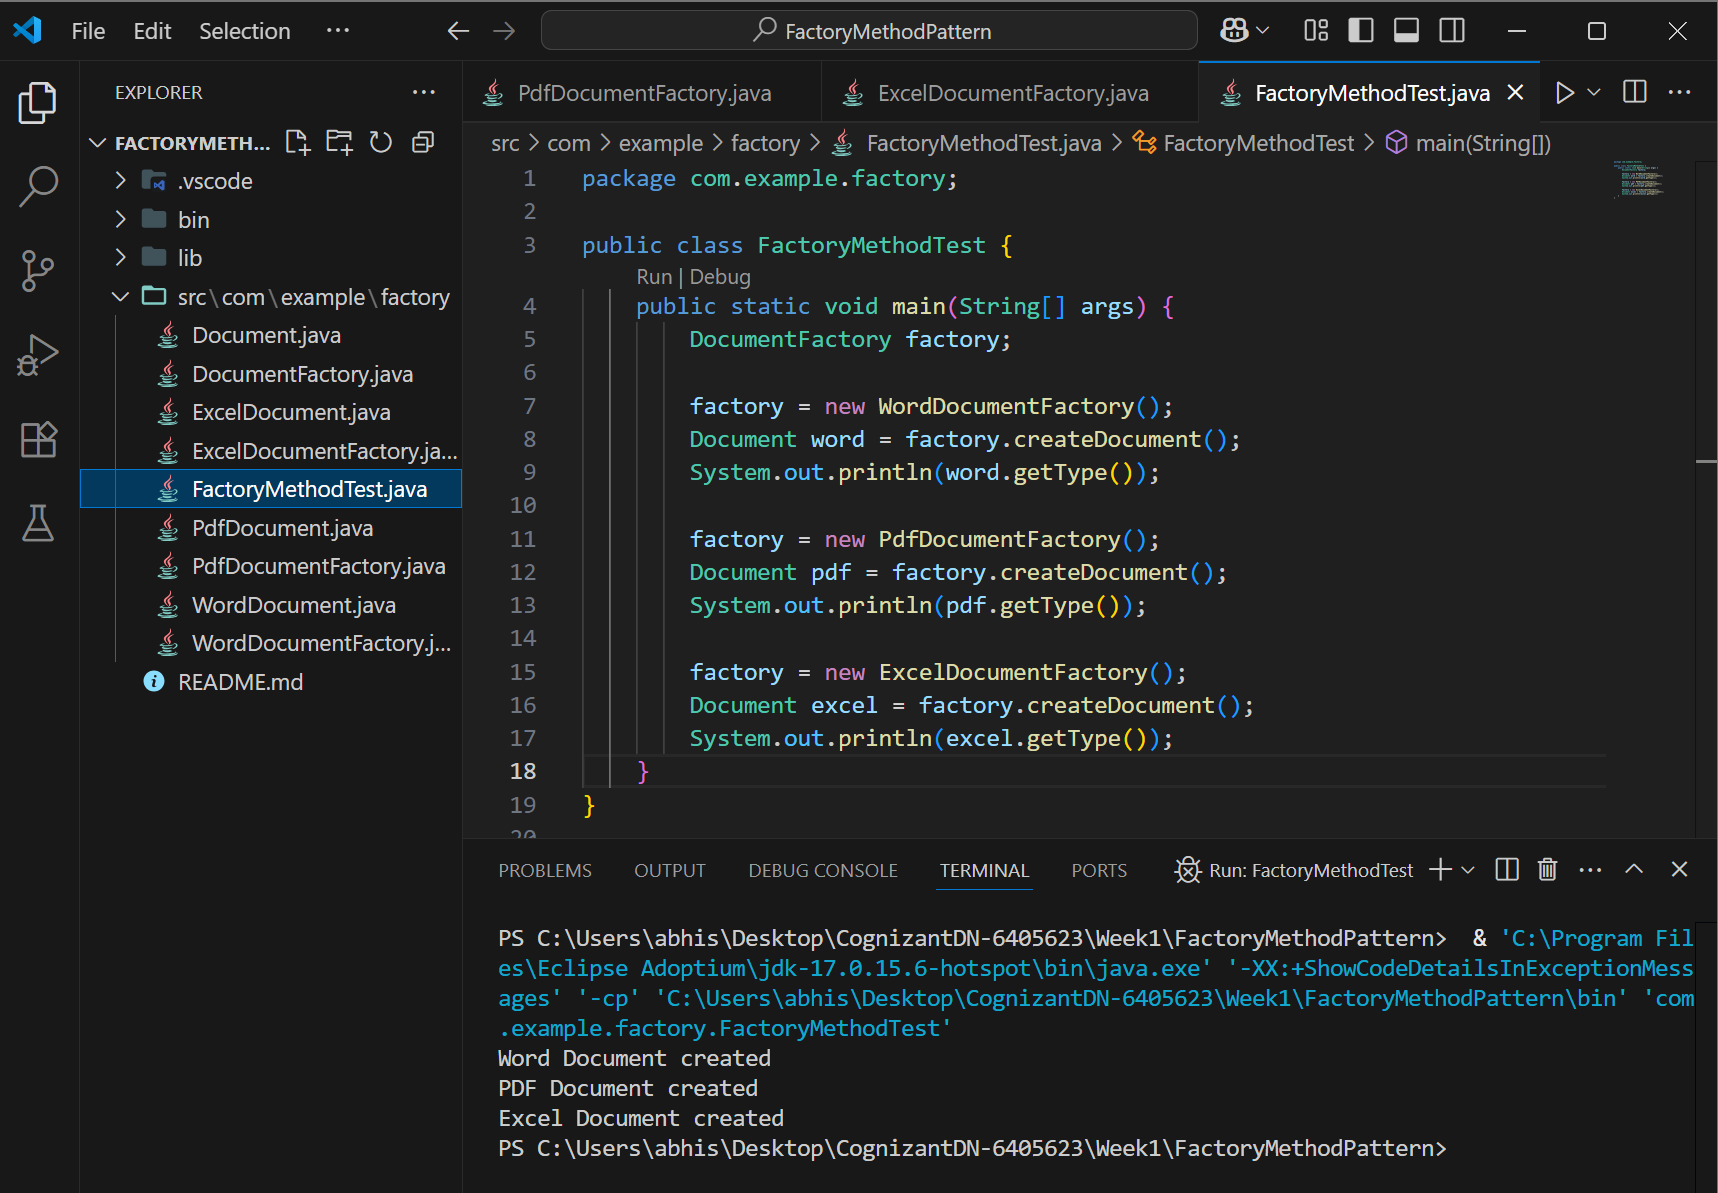 File Edit Selection ··· FactoryMethodPattern
EXPLORER ···
FACTORYMETH...
.vscode
bin
lib
src\com\example\factory
Document.java
DocumentFactory.java
ExcelDocument.java
ExcelDocumentFactory.ja...
FactoryMethodTest.java
PdfDocument.java
PdfDocumentFactory.java
WordDocument.java
WordDocumentFactory.j...
README.md
PdfDocumentFactory.java ExcelDocumentFactory.java FactoryMethodTest.java
src > com > example > factory > FactoryMethodTest.java > FactoryMethodTest > main(String[])
1 package com.example.factory;
2
3 public class FactoryMethodTest {
Run | Debug
4 public static void main(String[] args) {
5 DocumentFactory factory;
6
7 factory = new WordDocumentFactory();
8 Document word = factory.createDocument();
9 System.out.println(word.getType());
10
11 factory = new PdfDocumentFactory();
12 Document pdf = factory.createDocument();
13 System.out.println(pdf.getType());
14
15 factory = new ExcelDocumentFactory();
16 Document excel = factory.createDocument();
17 System.out.println(excel.getType());
18 }
19 }
20
PROBLEMS OUTPUT DEBUG CONSOLE TERMINAL PORTS Run: FactoryMethodTest
PS C:\Users\abhis\Desktop\CognizantDN-6405623\Week1\FactoryMethodPattern> & 'C:\Program Fil
es\Eclipse Adoptium\jdk-17.0.15.6-hotspot\bin\java.exe' '-XX:+ShowCodeDetailsInExceptionMess
ages' '-cp' 'C:\Users\abhis\Desktop\CognizantDN-6405623\Week1\FactoryMethodPattern\bin' 'com
.example.factory.FactoryMethodTest'
Word Document created
PDF Document created
Excel Document created
PS C:\Users\abhis\Desktop\CognizantDN-6405623\Week1\FactoryMethodPattern>